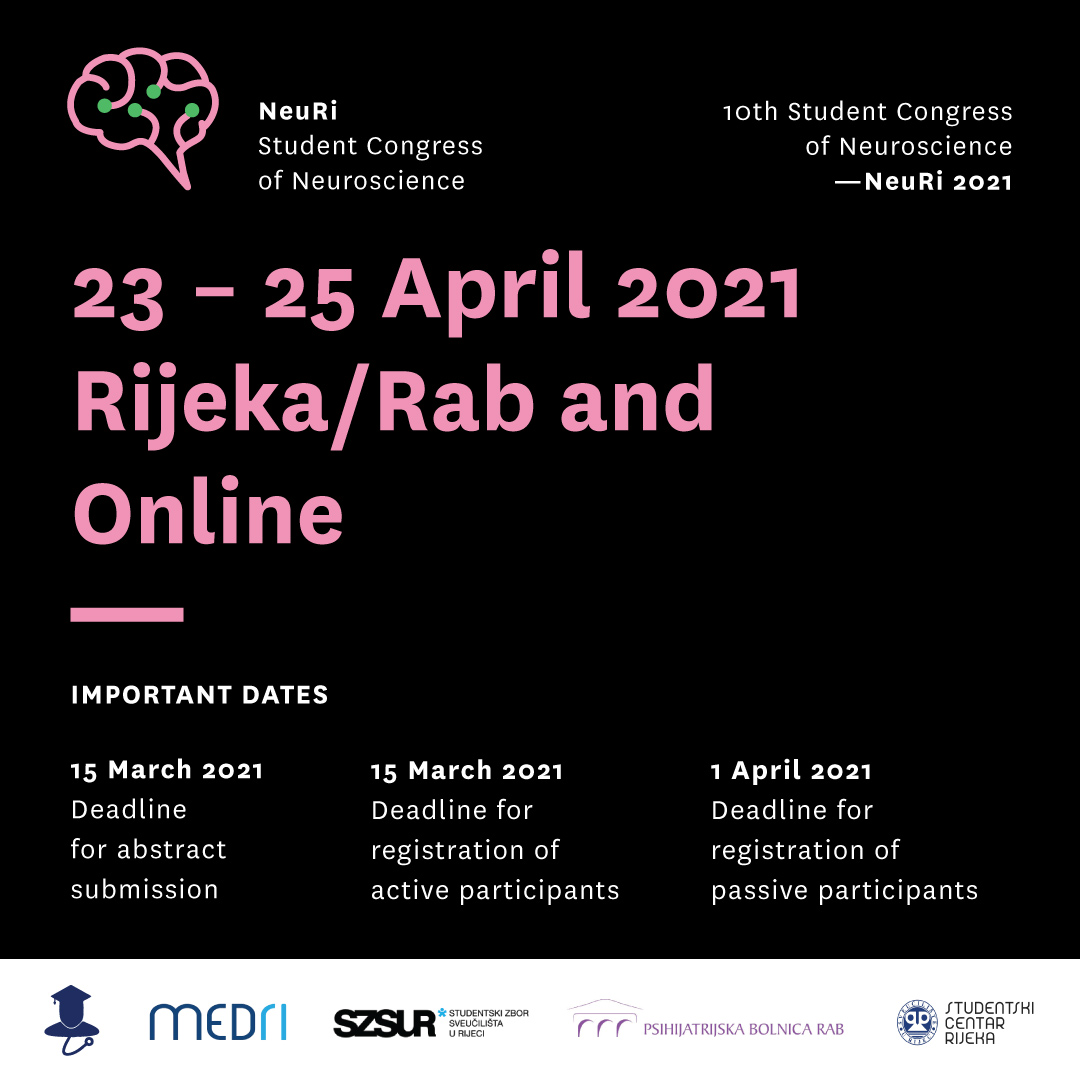 NeuRi
Student Congress
of Neuroscience
10th Student Congress
of Neuroscience
—NeuRi 2021
23 – 25 April 2021
Rijeka/Rab and
Online
IMPORTANT DATES
15 March 2021
Deadline
for abstract
submission
15 March 2021
Deadline for
registration of
active participants
1 April 2021
Deadline for
registration of
passive participants
MEDRI
SZSUR*
STUDENTSKI ZBOR
SVEUČILIŠTA
U RIJECI
PSIHIJATRIJSKA BOLNICA RAB
STUDENTSKI
CENTAR
RIJEKA